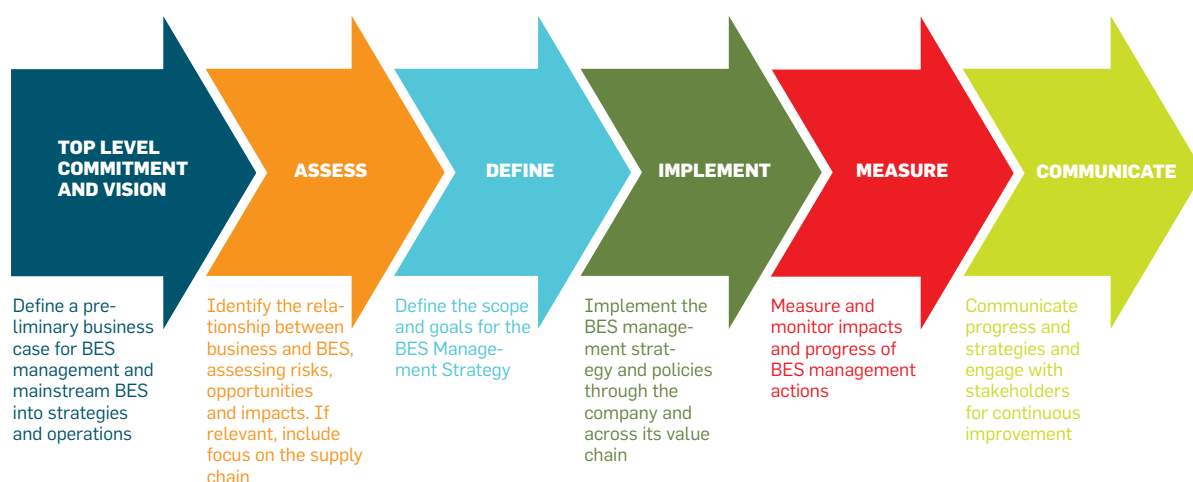 TOP LEVEL
COMMITMENT
AND VISION
ASSESS
DEFINE
IMPLEMENT
MEASURE
COMMUNICATE
Define a pre-
liminary business
case for BES
management and
mainstream BES
into strategies
and operations
Identify the rela-
tionship between
business and BES,
assessing risks,
opportunities
and impacts. If
relevant, include
focus on the supply
chain
Define the scope
and goals for the
BES Manage-
ment Strategy
Implement the
BES manage-
ment strat-
egy and policies
through the
company and
across its value
chain
Measure and
monitor impacts
and progress of
BES management
actions
Communicate
progress and
strategies and
engage with
stakeholders
for continuous
improvement